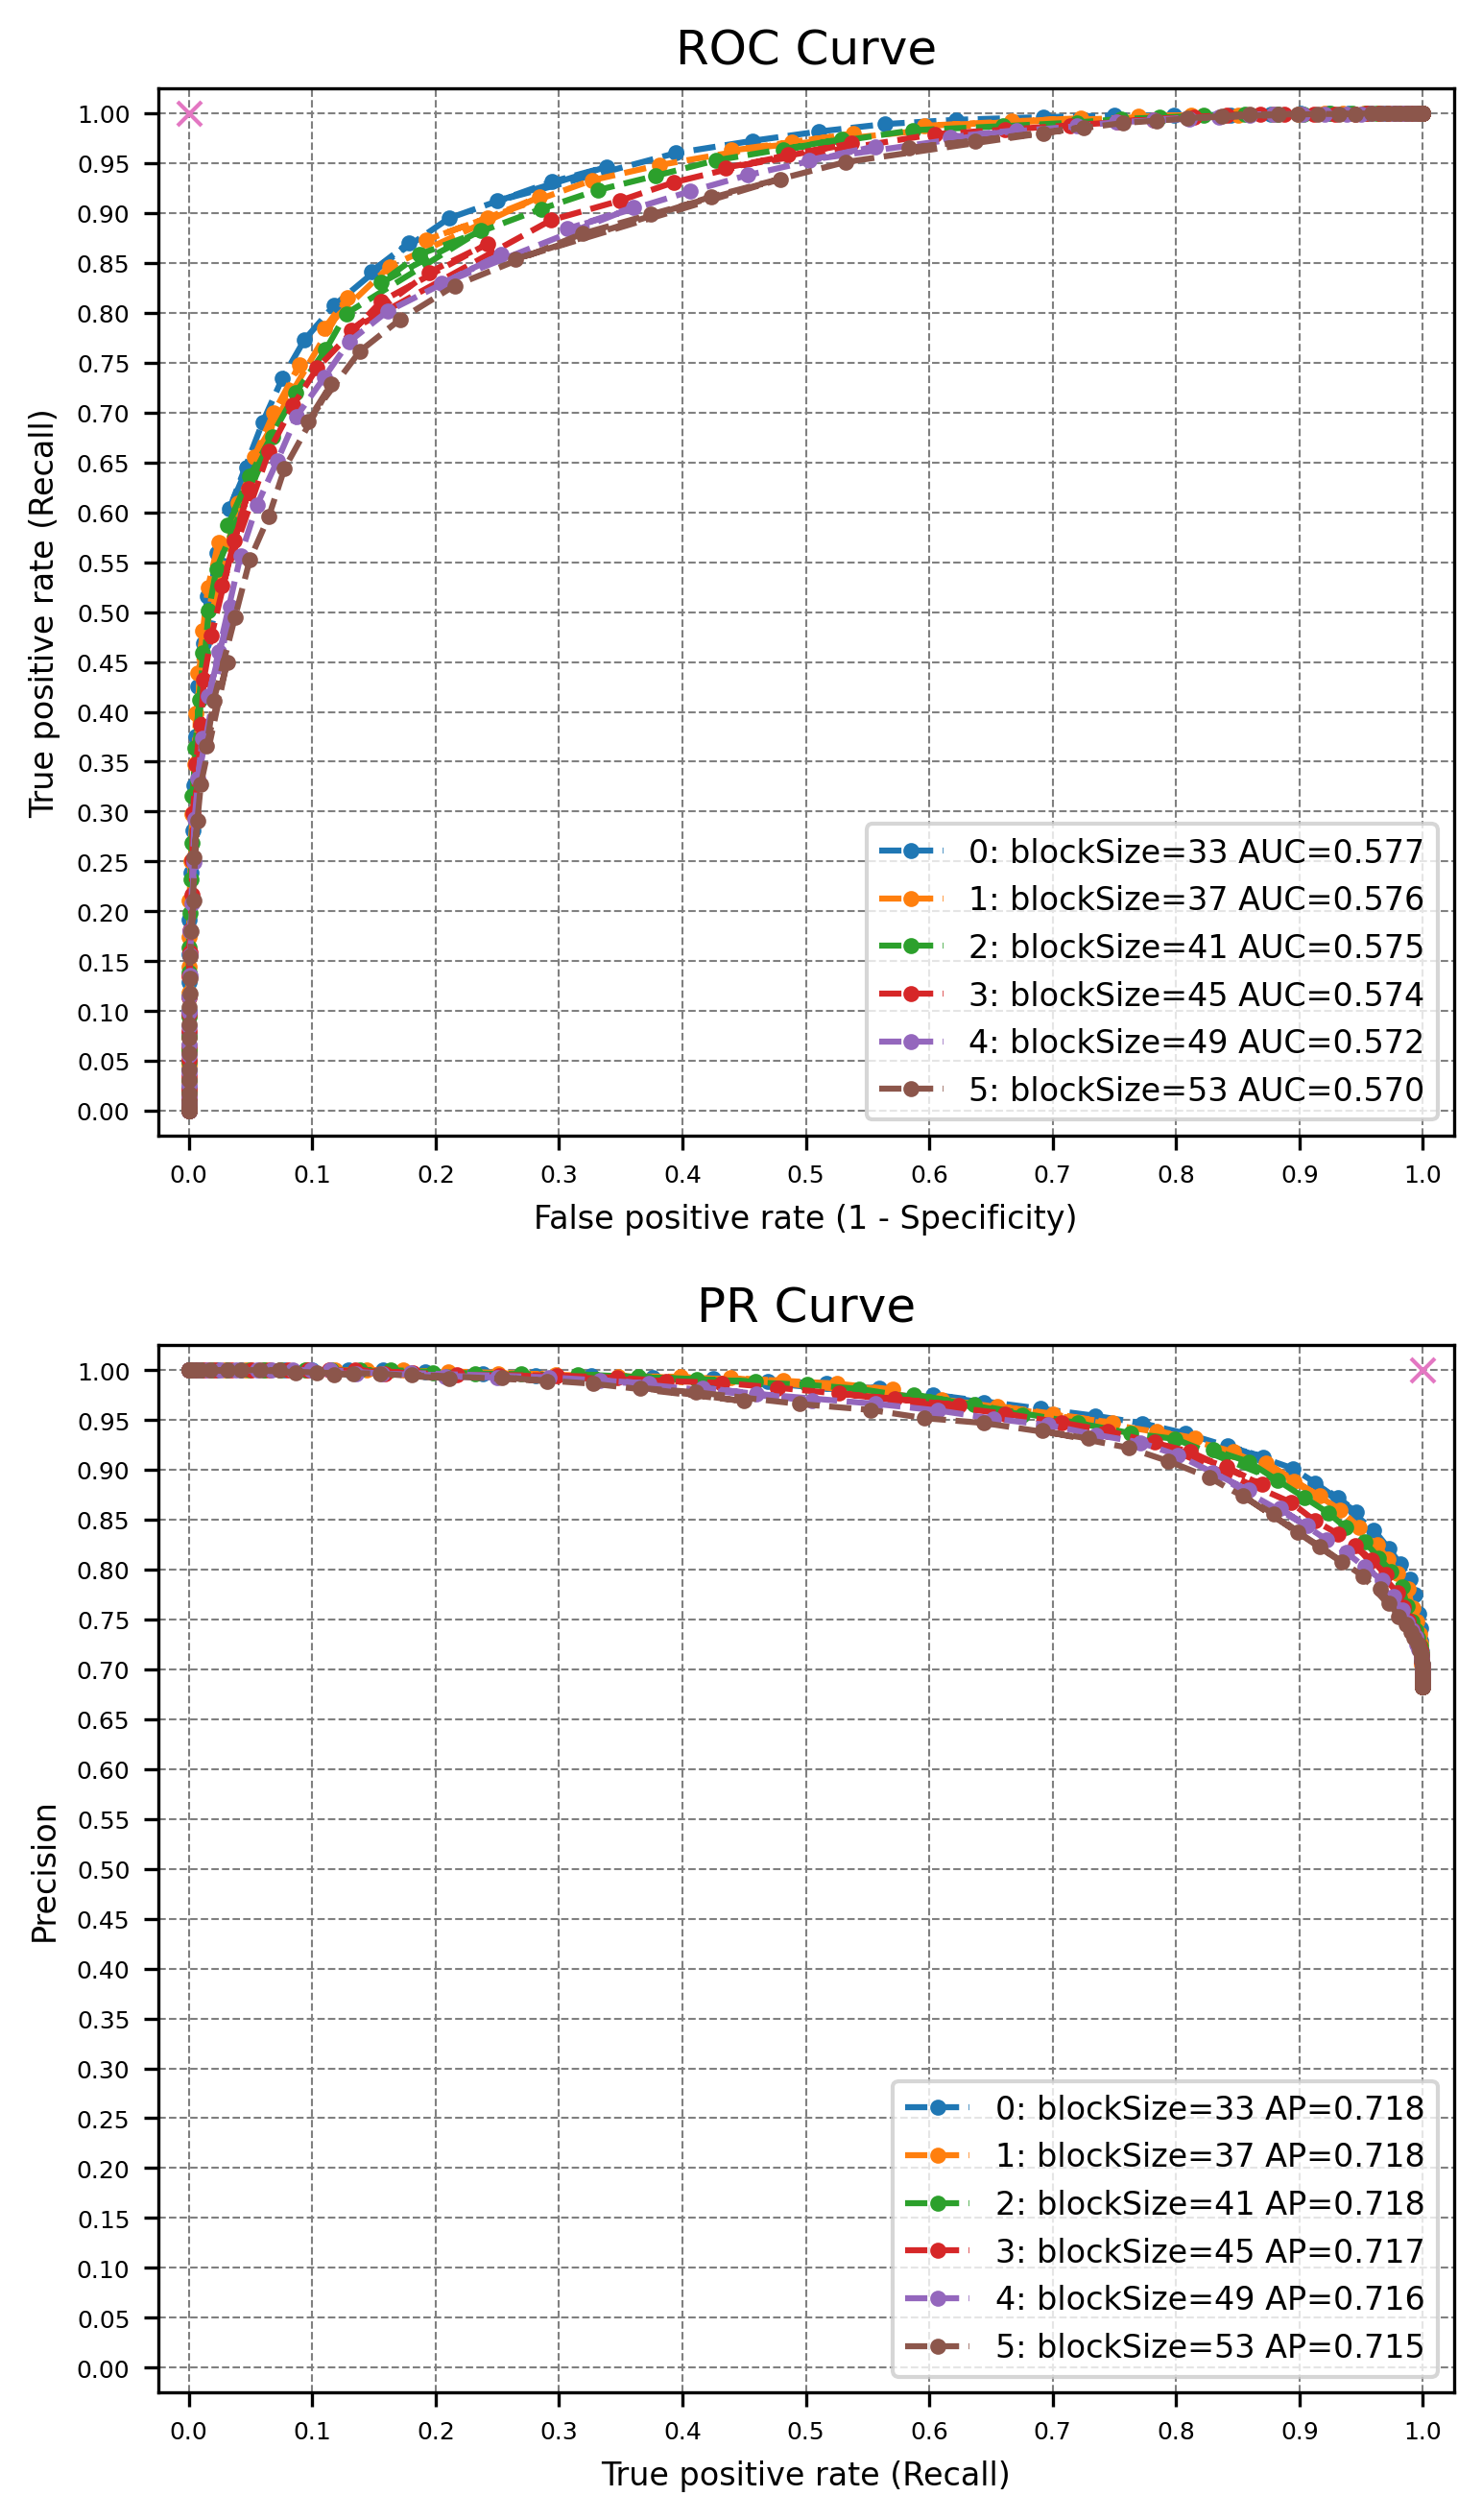 ROC Curve
1.00
0.95
0.90
0.85
0.80
0.75
0.70
0.65
0.60
0.55
0.50
0.45
0.40
0.35
0.30
0.25
0.20
0.15
0.10
0.05
0.00
True positive rate (Recall)
0: blockSize=33 AUC=0.577
1: blockSize=37 AUC=0.576
2: blockSize=41 AUC=0.575
3: blockSize=45 AUC=0.574
4: blockSize=49 AUC=0.572
5: blockSize=53 AUC=0.570
0.0 0.1 0.2 0.3 0.4 0.5 0.6 0.7 0.8 0.9 1.0
False positive rate (1 - Specificity)
PR Curve
1.00
0.95
0.90
0.85
0.80
0.75
0.70
0.65
0.60
0.55
0.50
0.45
0.40
0.35
0.30
0.25
0.20
0.15
0.10
0.05
0.00
Precision
0: blockSize=33 AP=0.718
1: blockSize=37 AP=0.718
2: blockSize=41 AP=0.718
3: blockSize=45 AP=0.717
4: blockSize=49 AP=0.716
5: blockSize=53 AP=0.715
0.0 0.1 0.2 0.3 0.4 0.5 0.6 0.7 0.8 0.9 1.0
True positive rate (Recall)